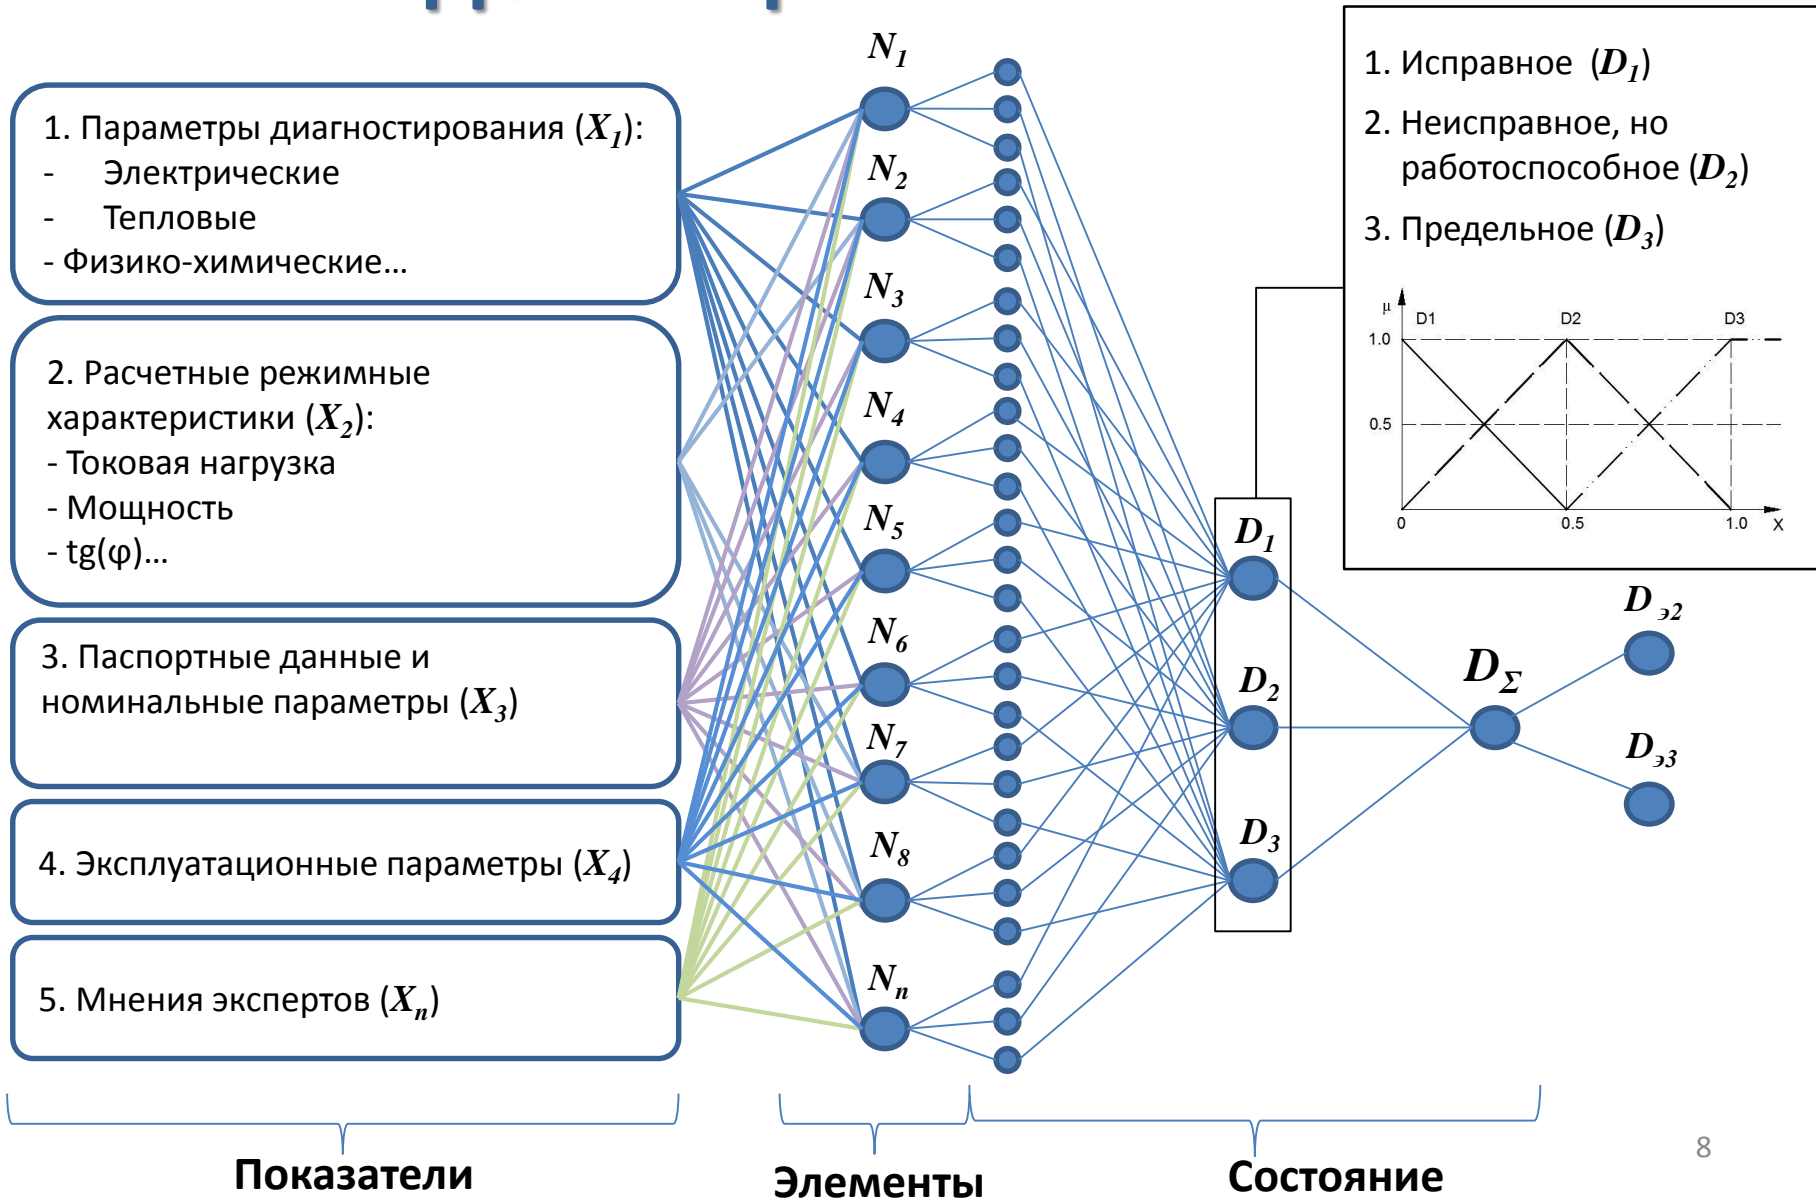 1. Параметры диагностирования (X1):
- Электрические
- Тепловые
- Физико-химические...
2. Расчетные режимные
характеристики (X2):
- Токовая нагрузка
- Мощность
- tg(φ)...
3. Паспортные данные и
номинальные параметры (X3)
4. Эксплуатационные параметры (X4)
5. Мнения экспертов (Xn)
N1
N2
N3
N4
N5
N6
N7
N8
Nn
D1
D2
D3
DΣ
Dэ2
Dэ3
1. Исправное (D1)
2. Неисправное, но
работоспособное (D2)
3. Предельное (D3)
μ
D1 D2 D3
1.0
0.5
0 0.5 1.0 X
Показатели
Элементы
Состояние
8